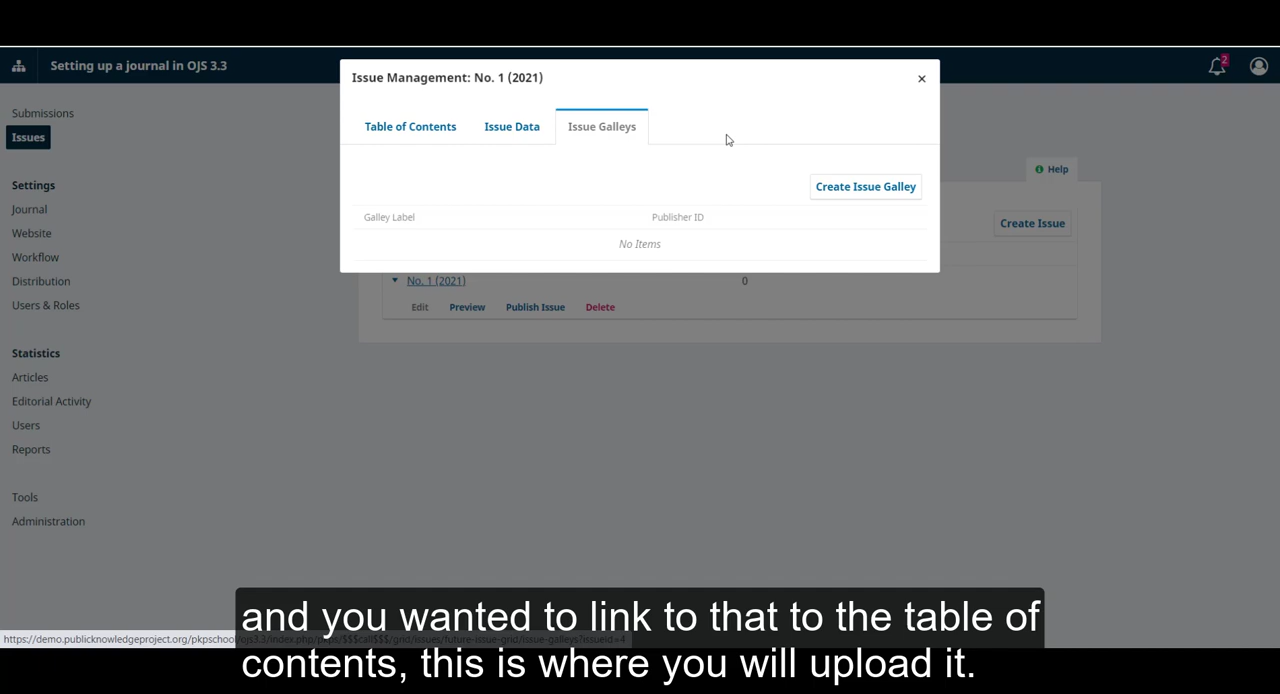 Setting up a journal in OJS 3.3
2
Issue Management: No. 1 (2021)
Submissions
Issues
Table of Contents
Issue Data
Issue Galleys
Help
Settings
Create Issue Galley
Journal
Galley Label
Publisher ID
Create Issue
Website
No Items
Workflow
Distribution
No. 1 (2021)
0
Users & Roles
Edit
Preview
Publish Issue
Delete
Statistics
Articles
Editorial Activity
Users
Reports
Tools
Administration
and you wanted to link to that to the table of
https://demo.publicknowledgeproject.org/pkpschool/ojs3.3/index.php/pkps/$$$call$$$/grid/issues/future-issue-grid/issue-galleys?issueId=4
contents, this is where you will upload it.